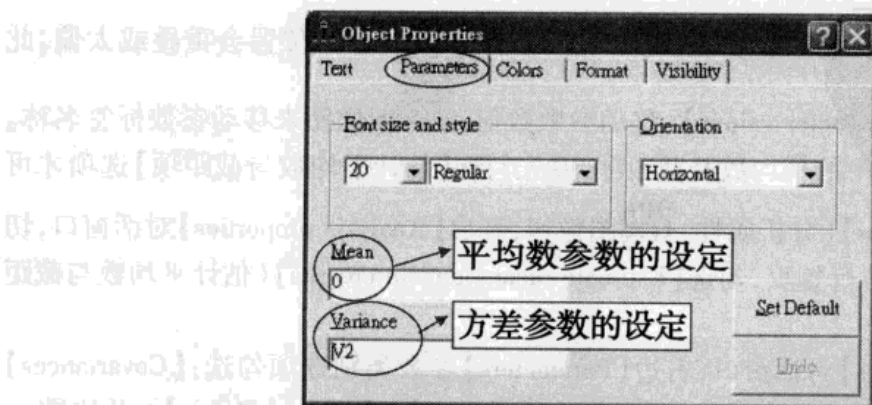 Object Properties
Text Parameters Colors Format Visibility
Font size and style
Orientation
20 Regular
Horizontal
Mean
平均数参数的设定
0
Set Default
Variance
方差参数的设定
V2
Undo